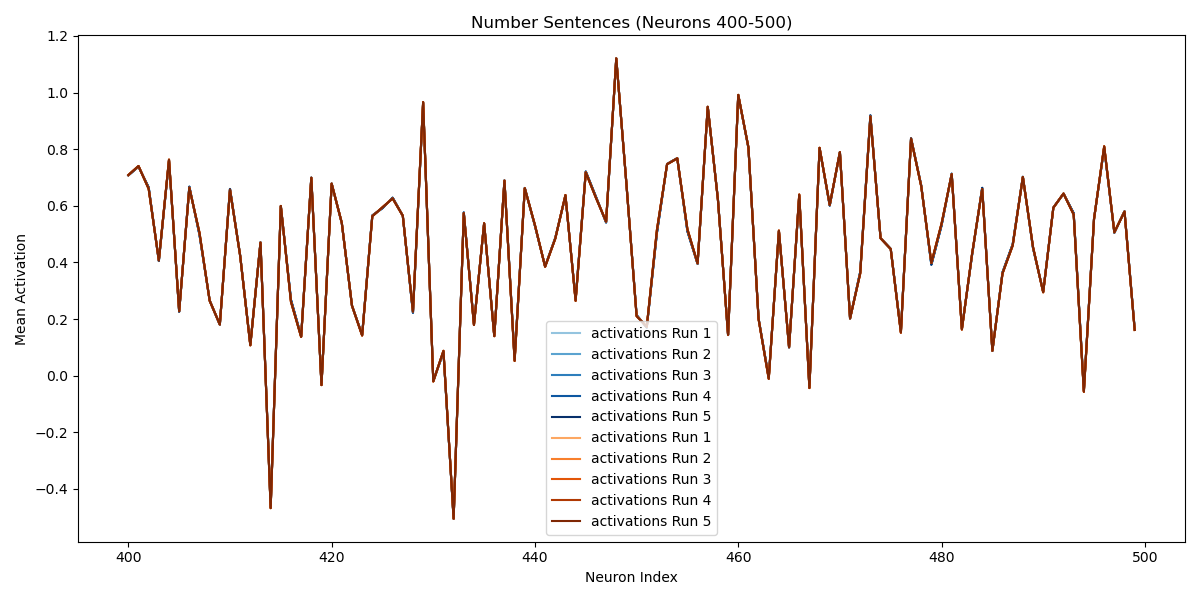 Number Sentences (Neurons 400-500)
1.2
1.0
0.8
0.6
0.4
0.2
0.0
−0.2
−0.4
Mean Activation
activations Run 1
activations Run 2
activations Run 3
activations Run 4
activations Run 5
activations Run 1
activations Run 2
activations Run 3
activations Run 4
activations Run 5
400 420 440 460 480 500
Neuron Index